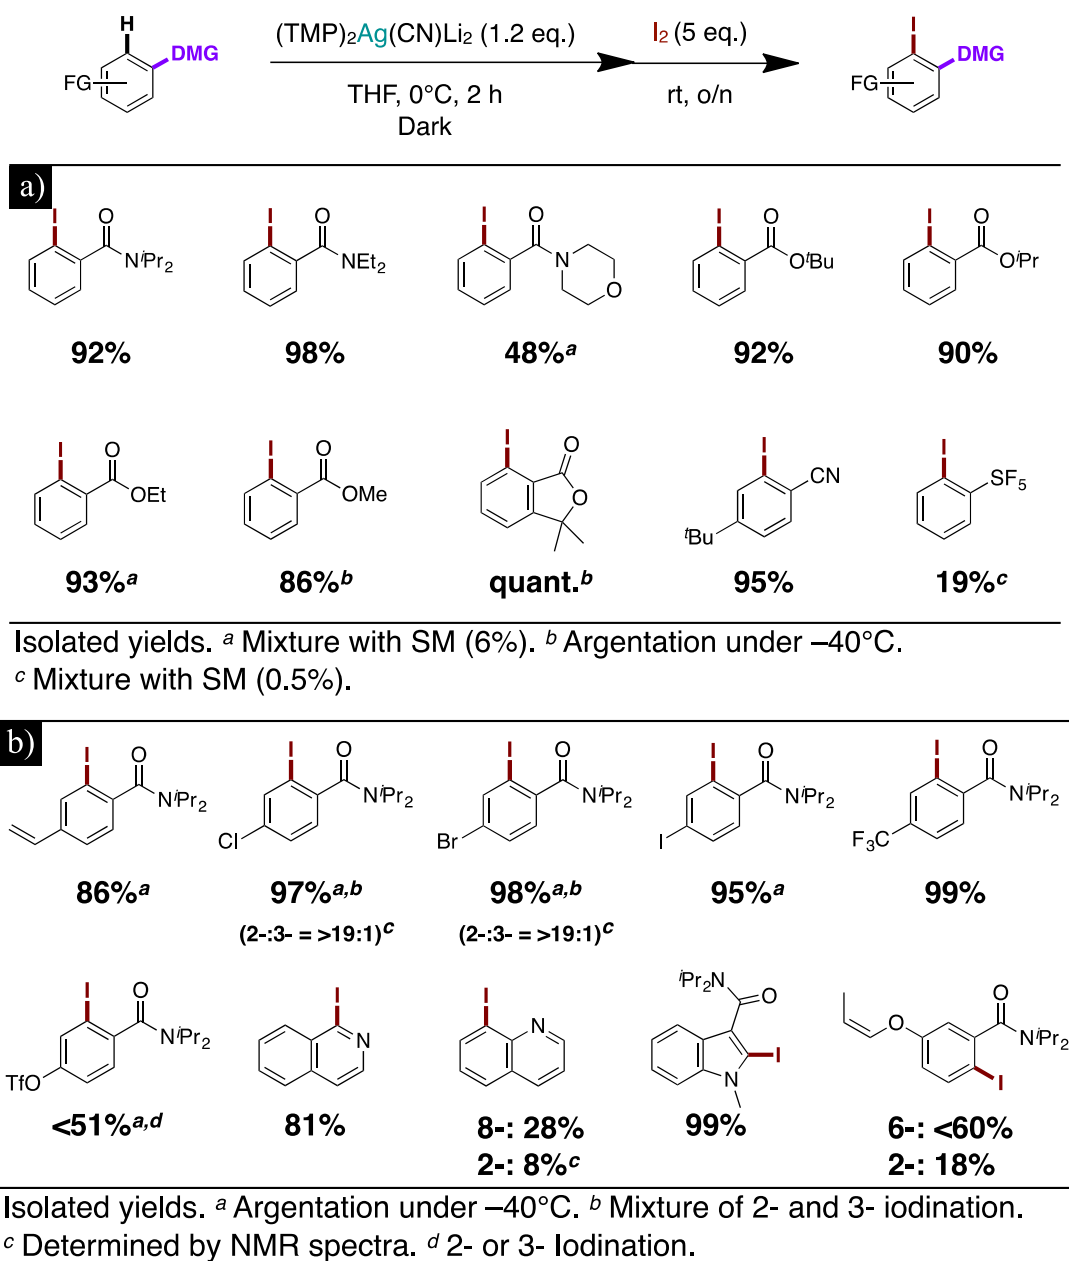 H
DMG
FG
(TMP)₂Ag(CN)Li₂ (1.2 eq.)
THF, 0°C, 2 h
Dark
I₂ (5 eq.)
rt, o/n
I
DMG
FG
a)
I O NⁱPr₂
I O NEt₂
I O N O
I O OᵗBu
I O OⁱPr
92% 98% 48%ᵃ 92% 90%
I O OEt
I O OMe
I O O
I CN ᵗBu
I SF₅
93%ᵃ 86%ᵇ quant.ᵇ 95% 19%ᶜ
Isolated yields. ᵃ Mixture with SM (6%). ᵇ Argentation under –40°C.
ᶜ Mixture with SM (0.5%).
b)
I O NⁱPr₂
I O NⁱPr₂ Cl
I O NⁱPr₂ Br
I O NⁱPr₂ I
I O NⁱPr₂ F₃C
86%ᵃ 97%ᵃ,ᵇ 98%ᵃ,ᵇ 95%ᵃ 99%
(2-:3- = >19:1)ᶜ (2-:3- = >19:1)ᶜ
I O NⁱPr₂ TfO
I N
I N
ⁱPr₂N O I N
O O NⁱPr₂ I
<51%ᵃ,ᵈ 81% 8-: 28% 99% 6-: <60%
2-: 8%ᶜ 2-: 18%
Isolated yields. ᵃ Argentation under –40°C. ᵇ Mixture of 2- and 3- iodination.
ᶜ Determined by NMR spectra. ᵈ 2- or 3- Iodination.